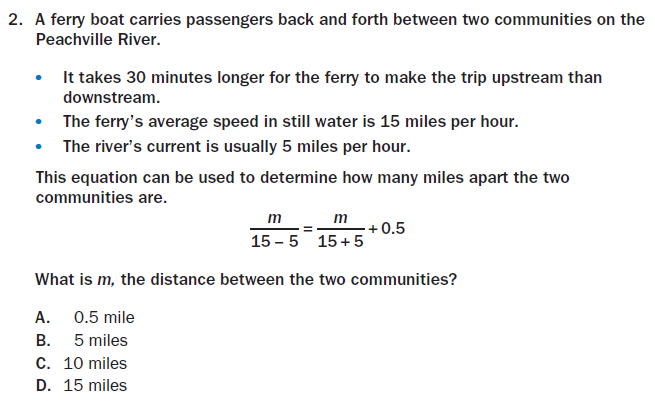 2. A ferry boat carries passengers back and forth between two communities on the
Peachville River.
• It takes 30 minutes longer for the ferry to make the trip upstream than
downstream.
• The ferry's average speed in still water is 15 miles per hour.
• The river's current is usually 5 miles per hour.
This equation can be used to determine how many miles apart the two
communities are.
m/(15 – 5) = m/(15 + 5) + 0.5
What is m, the distance between the two communities?
A. 0.5 mile
B. 5 miles
C. 10 miles
D. 15 miles